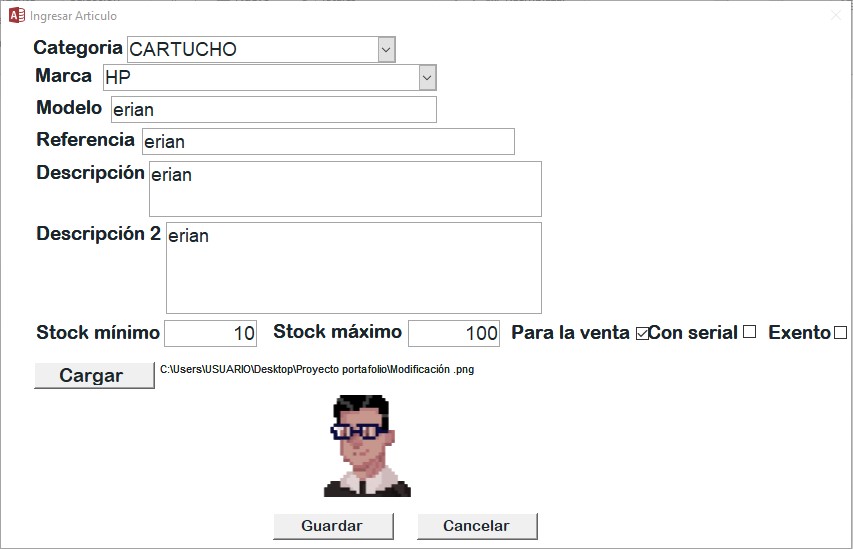 Ingresar Articulo
Categoria CARTUCHO
Marca HP
Modelo erian
Referencia erian
Descripción erian
Descripción 2 erian
Stock mínimo 10 Stock máximo 100 Para la venta Con serial Exento
Cargar C:\Users\USUARIO\Desktop\Proyecto portafolio\Modificación .png
Guardar Cancelar